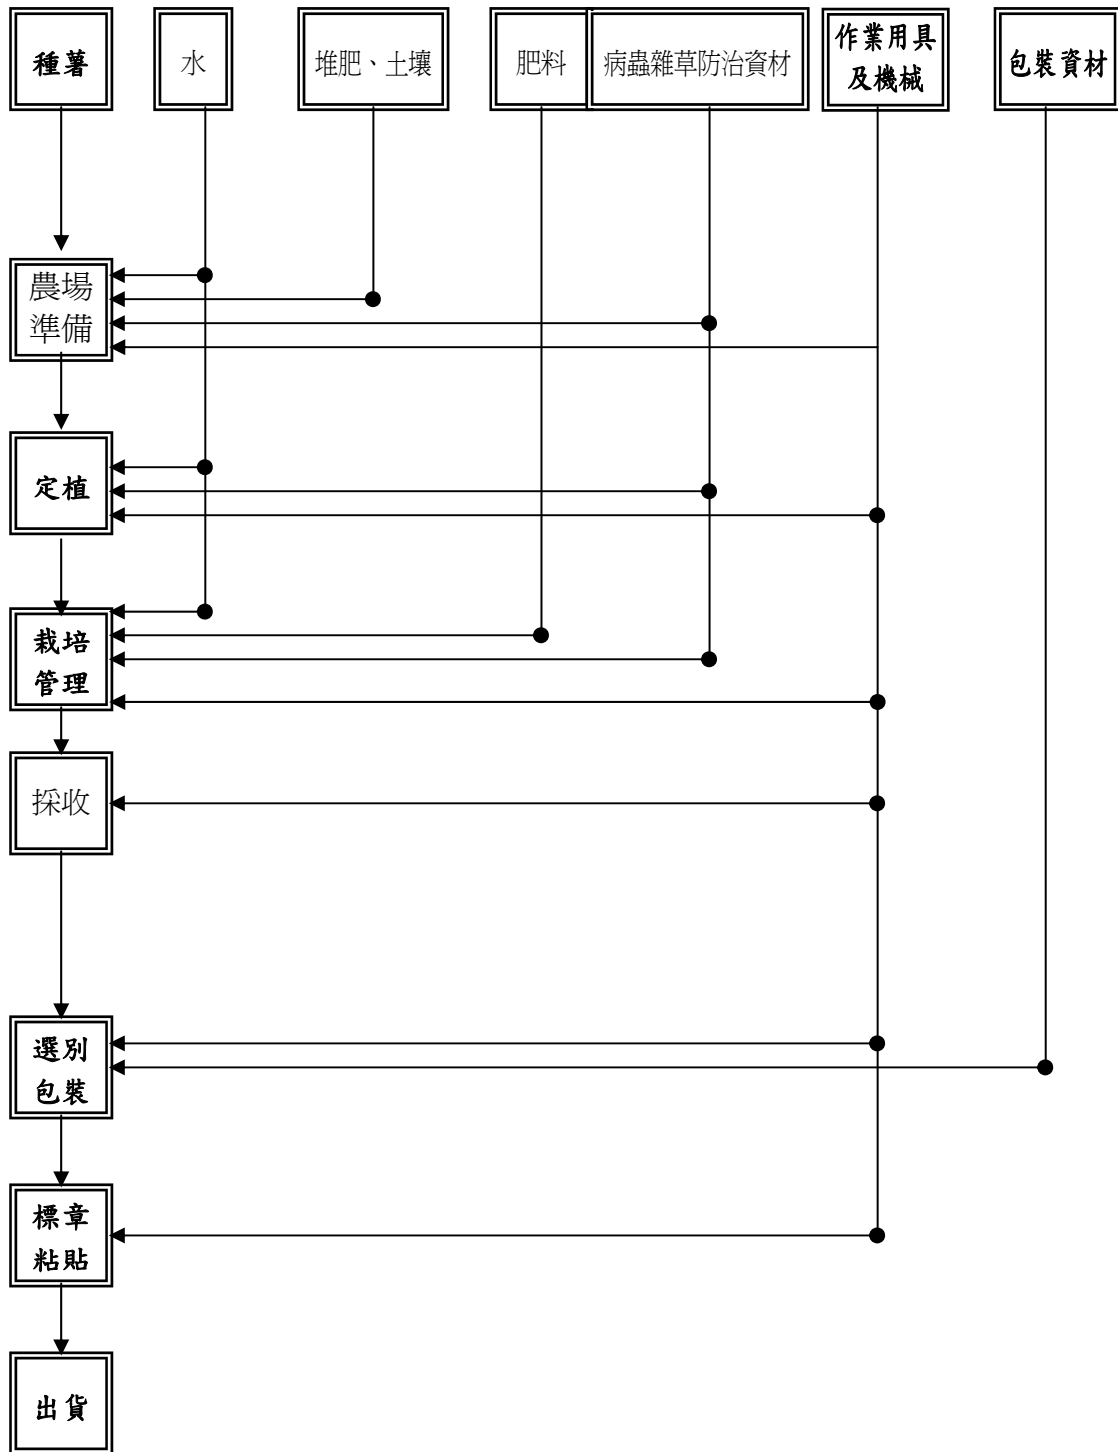 種薯
水
堆肥、土壤
肥料
病蟲雜草防治資材
作業用具
及機械
包裝資材
農場
準備
定植
栽培
管理
採收
選別
包裝
標章
粘貼
出貨